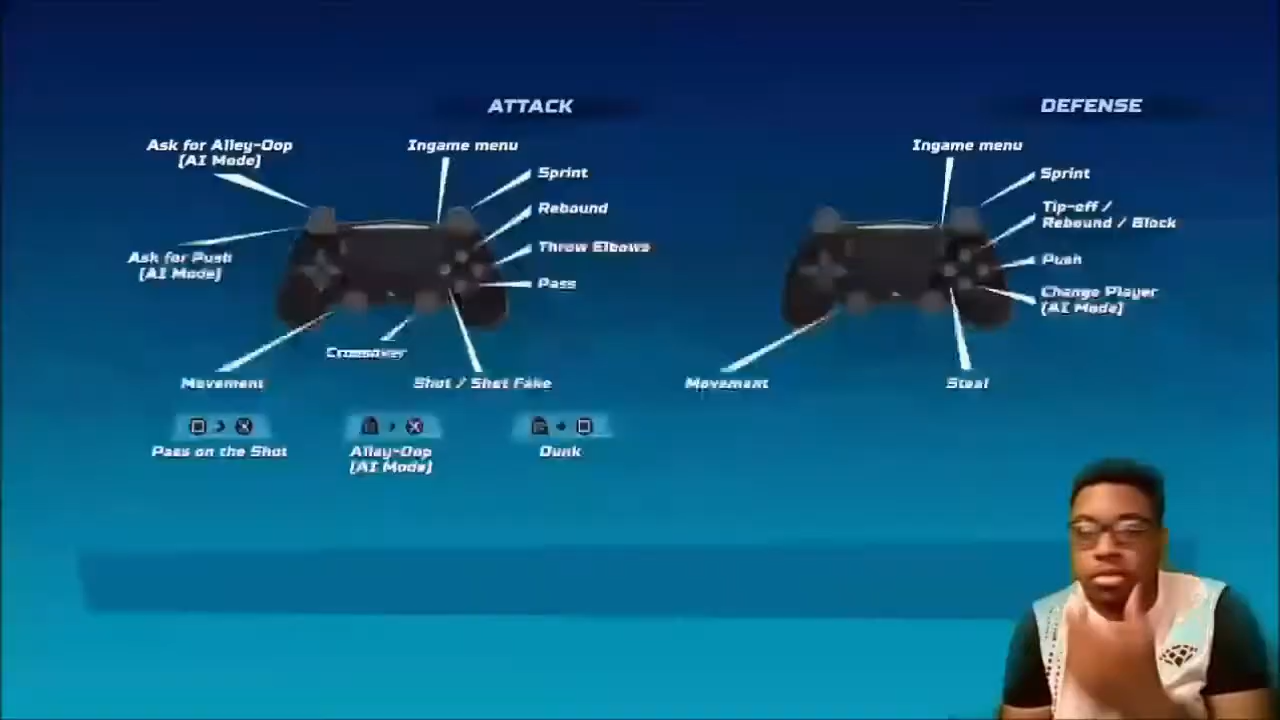 ATTACK
Ask for Alley-Oop
[AI Mode]
Ingame menu
Sprint
Rebound
Throw Elbows
Ask for Push
[AI Mode]
Pass
Crossover
Movement
Shot / Shot Fake
Pass on the Shot
Alley-Oop
[AI Mode]
Dunk
DEFENSE
Ingame menu
Sprint
Tip-off /
Rebound / Block
Push
Change Player
[AI Mode]
Movement
Steal